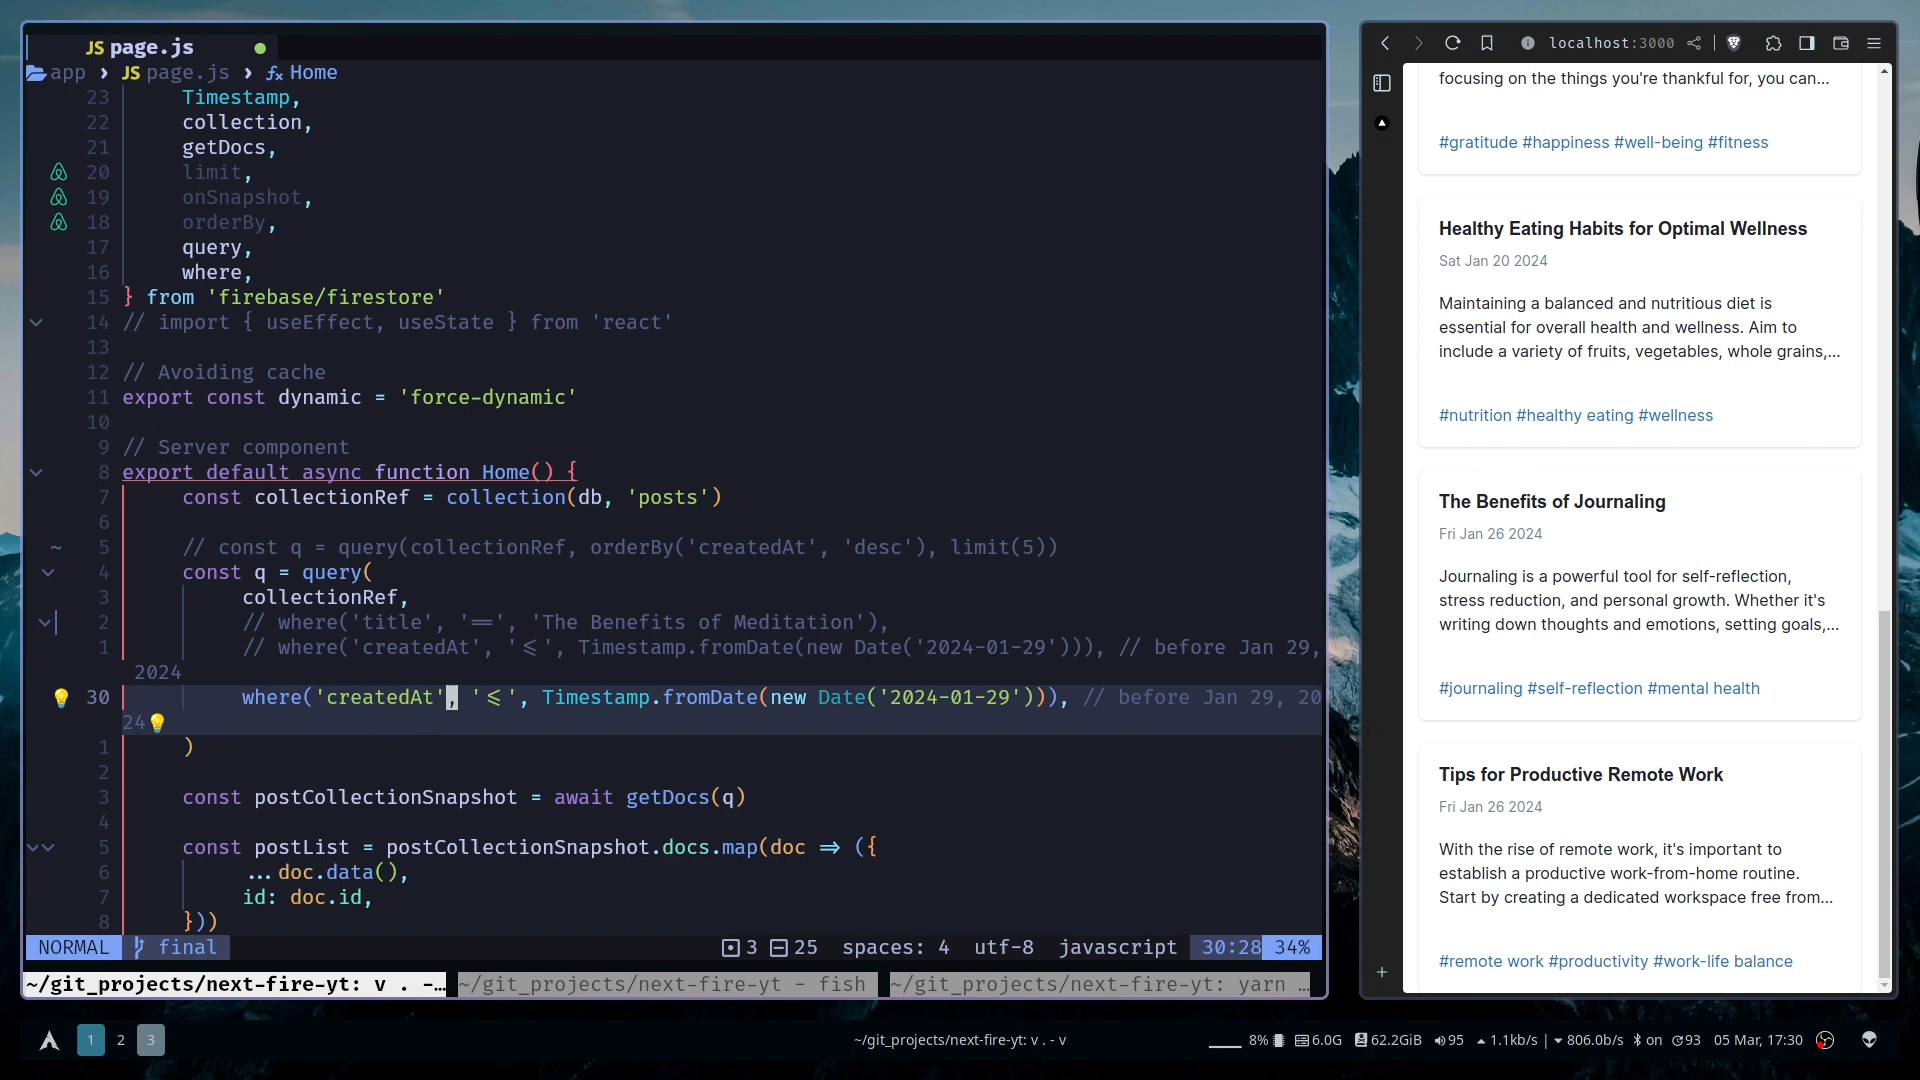 JS page.js
app › JS page.js › fx Home
23 Timestamp,
22 collection,
21 getDocs,
20 limit,
19 onSnapshot,
18 orderBy,
17 query,
16 where,
15 } from 'firebase/firestore'
14 // import { useEffect, useState } from 'react'
13
12 // Avoiding cache
11 export const dynamic = 'force-dynamic'
10
9 // Server component
8 export default async function Home() {
7 const collectionRef = collection(db, 'posts')
6
~ 5 // const q = query(collectionRef, orderBy('createdAt', 'desc'), limit(5))
4 const q = query(
3 collectionRef,
2 // where('title', '==', 'The Benefits of Meditation'),
1 // where('createdAt', '<=', Timestamp.fromDate(new Date('2024-01-29'))), // before Jan 29,
2024
30 where('createdAt', '<=', Timestamp.fromDate(new Date('2024-01-29'))), // before Jan 29, 20
24
1 )
2
3 const postCollectionSnapshot = await getDocs(q)
4
5 const postList = postCollectionSnapshot.docs.map(doc => ({
6 ...doc.data(),
7 id: doc.id,
8 }))
NORMAL final 3 25 spaces: 4 utf-8 javascript 30:28 34%
~/git_projects/next-fire-yt: v . -… ~/git_projects/next-fire-yt - fish ~/git_projects/next-fire-yt: yarn …
localhost:3000
focusing on the things you're thankful for, you can...
#gratitude #happiness #well-being #fitness
Healthy Eating Habits for Optimal Wellness
Sat Jan 20 2024
Maintaining a balanced and nutritious diet is
essential for overall health and wellness. Aim to
include a variety of fruits, vegetables, whole grains,...
#nutrition #healthy eating #wellness
The Benefits of Journaling
Fri Jan 26 2024
Journaling is a powerful tool for self-reflection,
stress reduction, and personal growth. Whether it's
writing down thoughts and emotions, setting goals,...
#journaling #self-reflection #mental health
Tips for Productive Remote Work
Fri Jan 26 2024
With the rise of remote work, it's important to
establish a productive work-from-home routine.
Start by creating a dedicated workspace free from...
#remote work #productivity #work-life balance
1 2 3 ~/git_projects/next-fire-yt: v . - v 8% 6.0G 62.2GiB 95 1.1kb/s | 806.0b/s on 93 05 Mar, 17:30